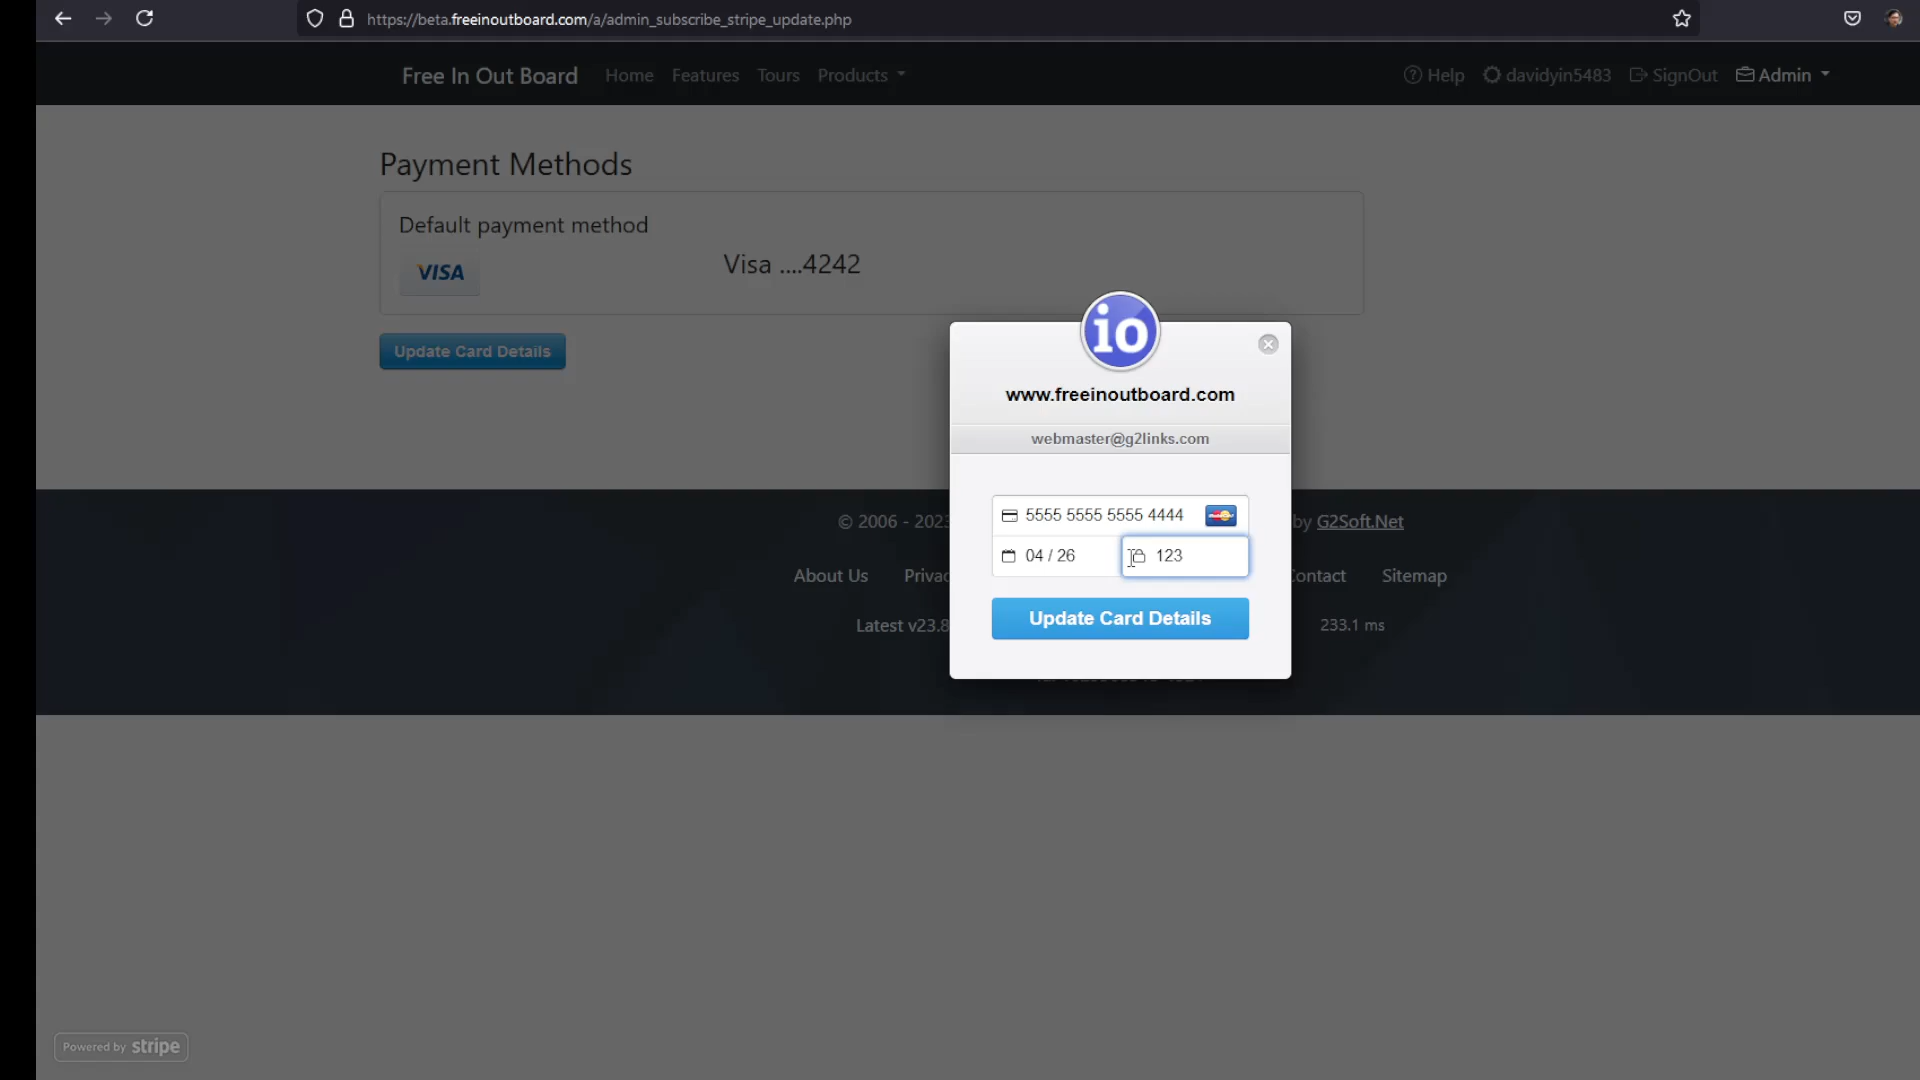 https://beta.freeinoutboard.com/a/admin_subscribe_stripe_update.php
Free In Out Board Home Features Tours Products Help davidyin5483 SignOut Admin
Payment Methods
Default payment method
VISA Visa ....4242
Update Card Details
io
www.freeinoutboard.com
webmaster@g2links.com
5555 5555 5555 4444
04 / 26 123
Update Card Details
© 2006 - 2023 by G2Soft.Net
About Us Contact Sitemap
Latest v23.8 233.1 ms
Powered by stripe